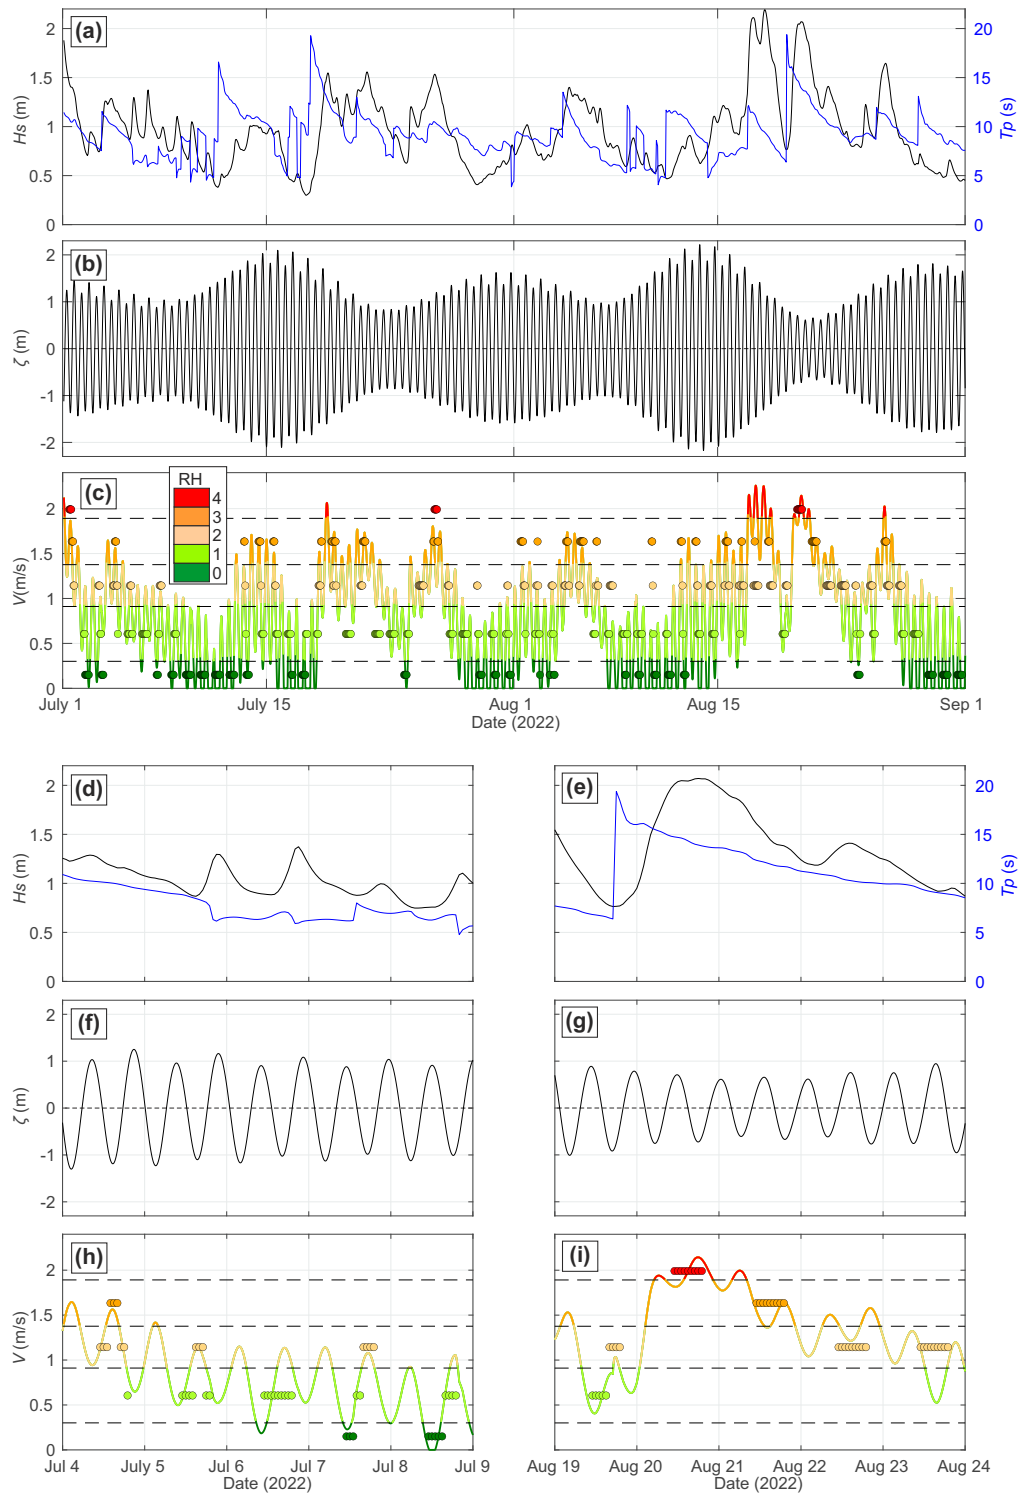 (a)
2
1.5
1
0.5
0
Hs (m)
20
15
10
5
0
Tp (s)
(b)
2
1
0
-1
-2
ζ (m)
(c)
RH
4
3
2
1
0
2
1.5
1
0.5
0
V(m/s)
July 1 July 15 Aug 1 Aug 15 Sep 1
Date (2022)
(d)
2
1.5
1
0.5
0
Hs (m)
(e)
20
15
10
5
0
Tp (s)
(f)
2
1
0
-1
-2
ζ (m)
(g)
(h)
2
1.5
1
0.5
0
V (m/s)
Jul 4 July 5 Jul 6 Jul 7 Jul 8 Jul 9
Date (2022)
(i)
Aug 19 Aug 20 Aug 21 Aug 22 Aug 23 Aug 24
Date (2022)